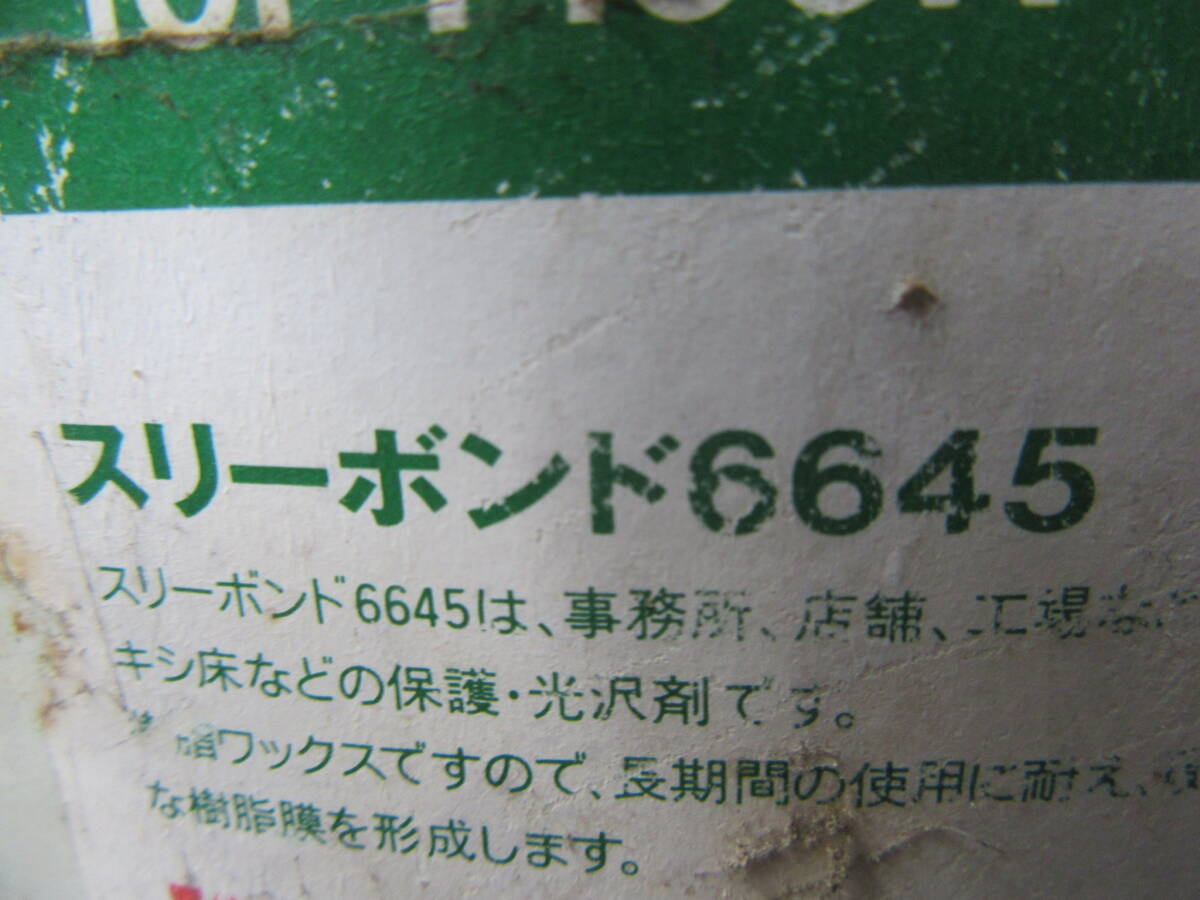 for
スリーボンド6645
スリーボンド6645は、事務所、店舗、工場
キシ床などの保護・光沢剤です。
脂ワックスですので、長期間の使用に耐え、
な樹脂膜を形成します。